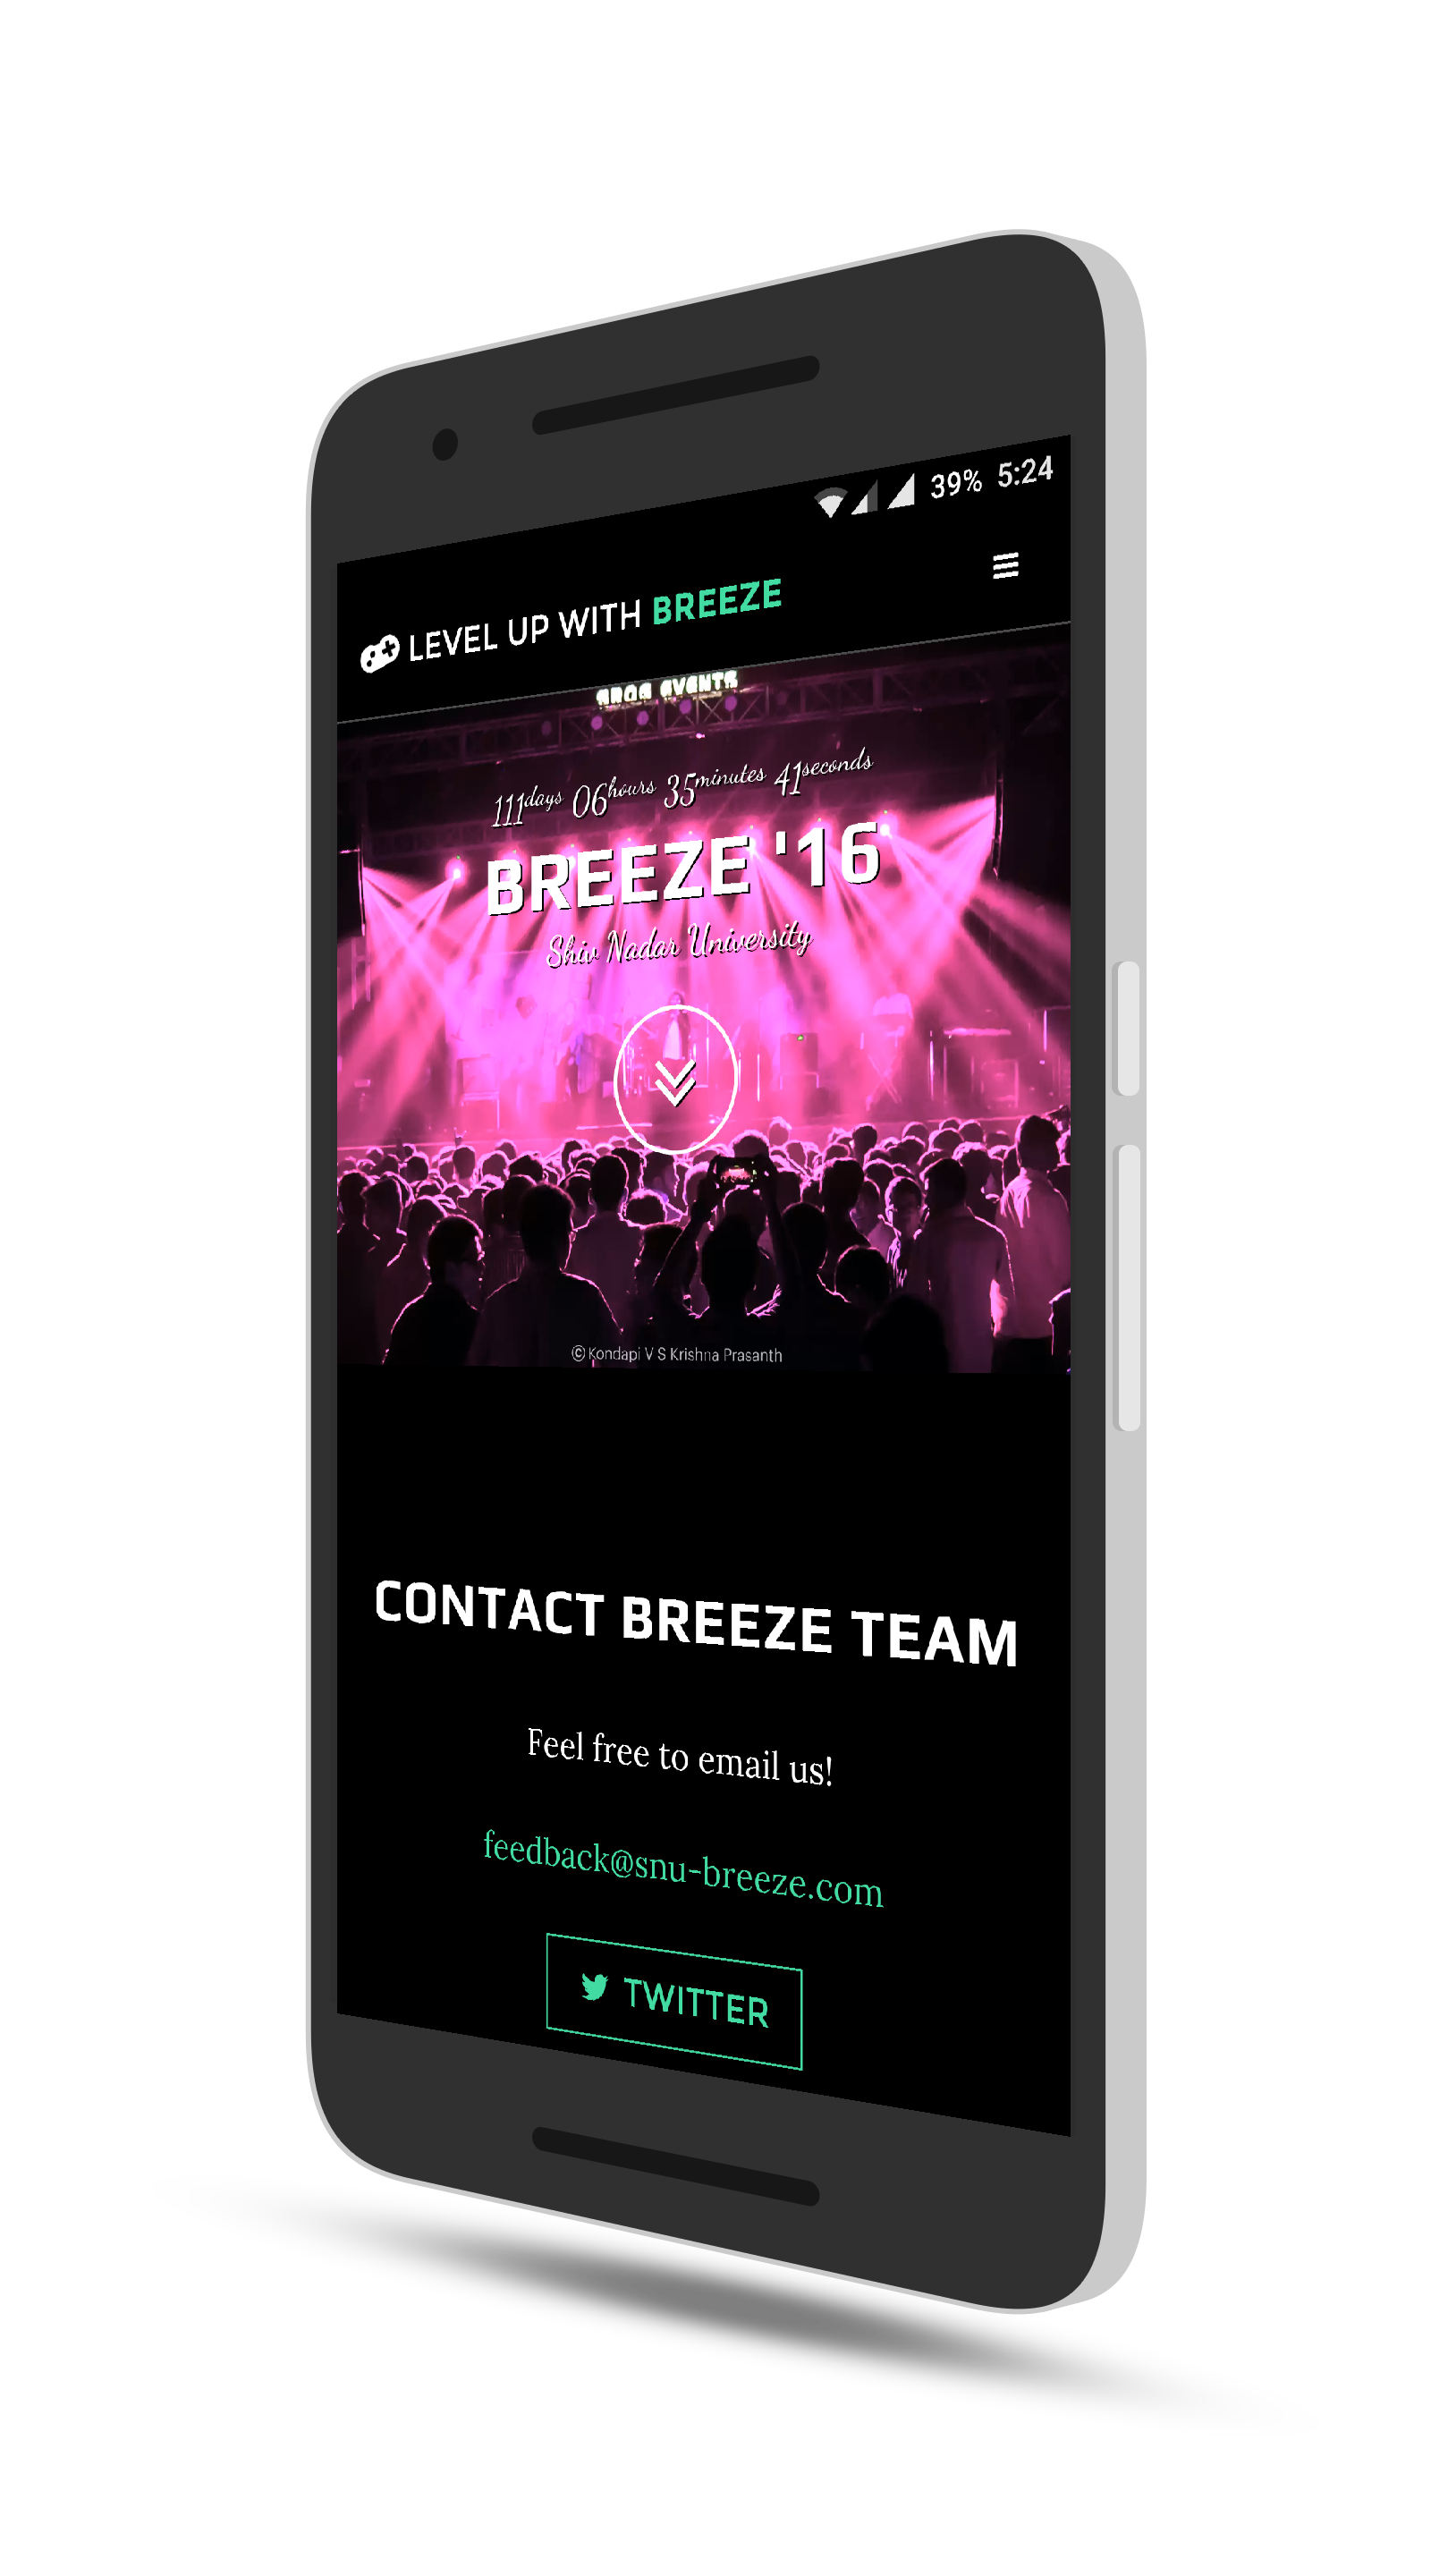 39% 5:24
LEVEL UP WITH BREEZE
EVENTS
111days 06hours 35minutes 41seconds
BREEZE '16
Shiv Nadar University
© Kondapi V S Krishna Prasanth
CONTACT BREEZE TEAM
Feel free to email us!
feedback@snu-breeze.com
TWITTER